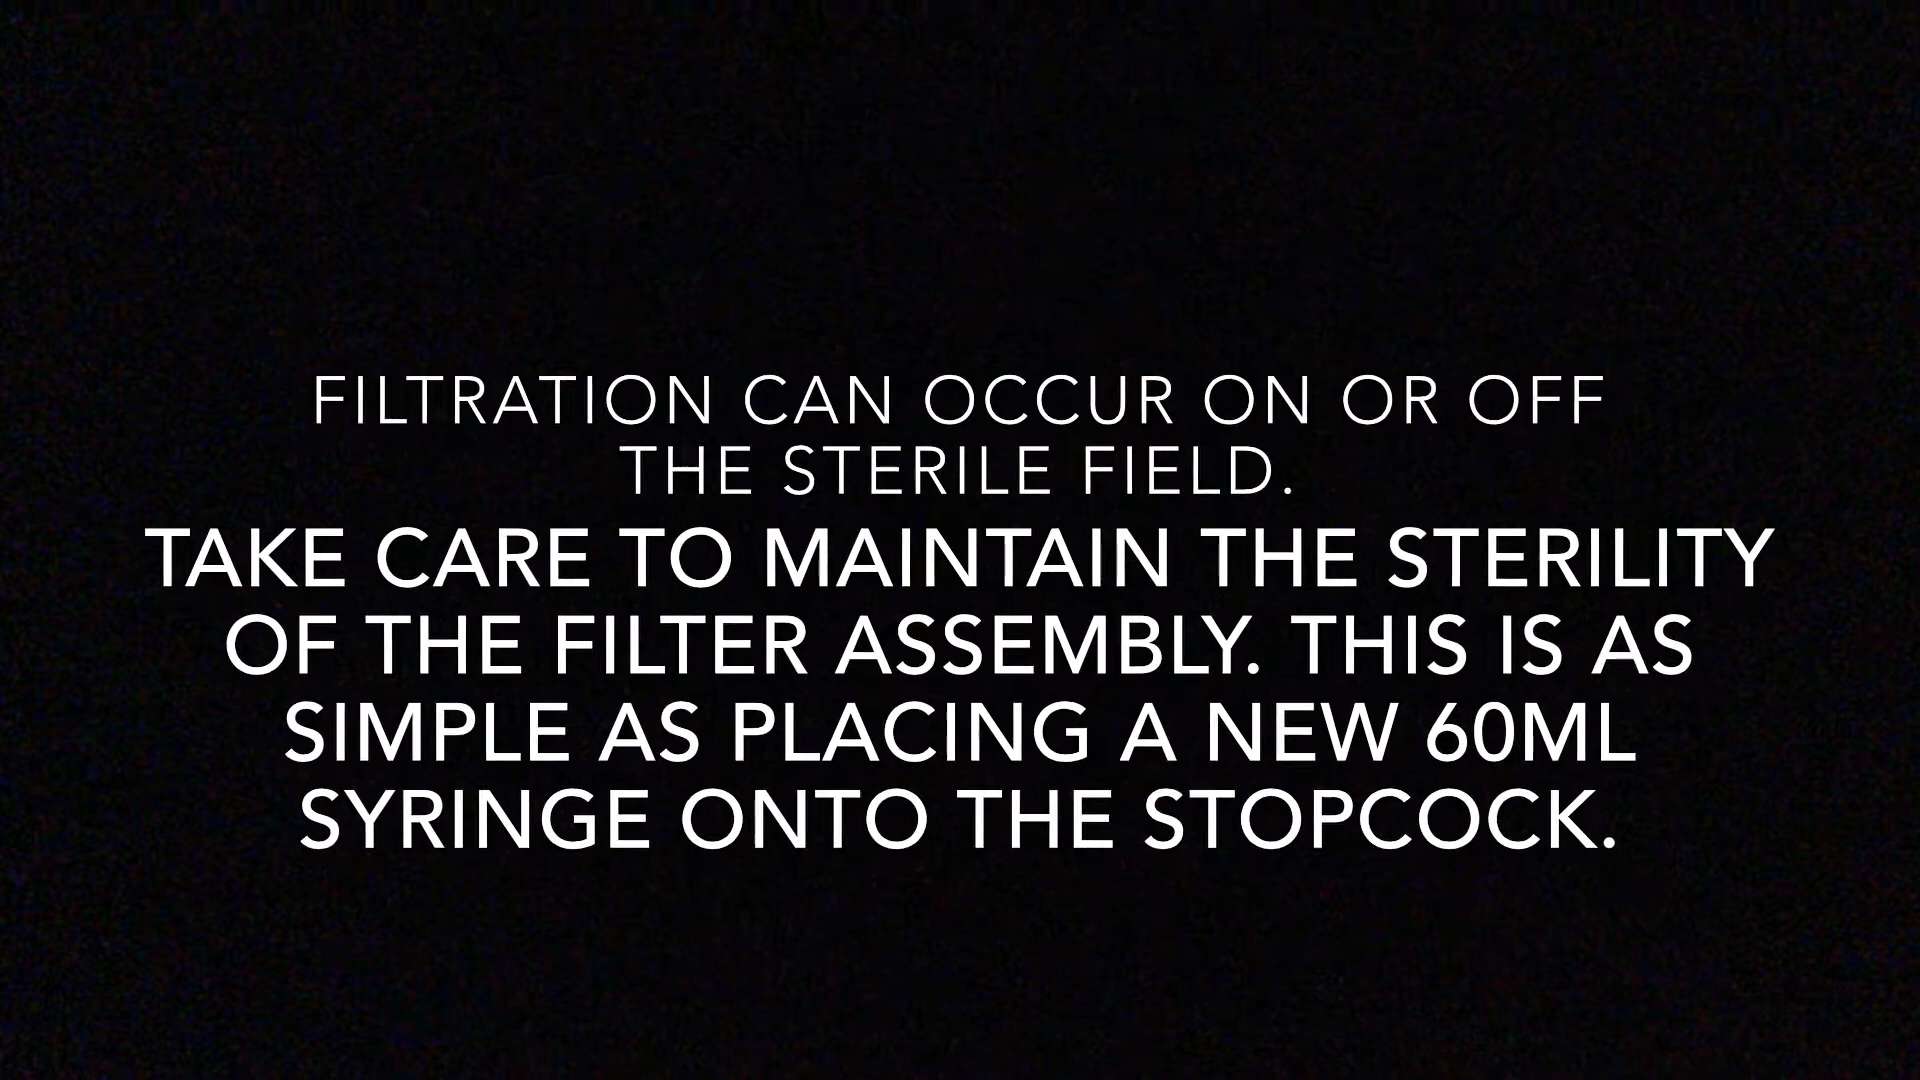 FILTRATION CAN OCCUR ON OR OFF
THE STERILE FIELD.
TAKE CARE TO MAINTAIN THE STERILITY
OF THE FILTER ASSEMBLY. THIS IS AS
SIMPLE AS PLACING A NEW 60ML
SYRINGE ONTO THE STOPCOCK.